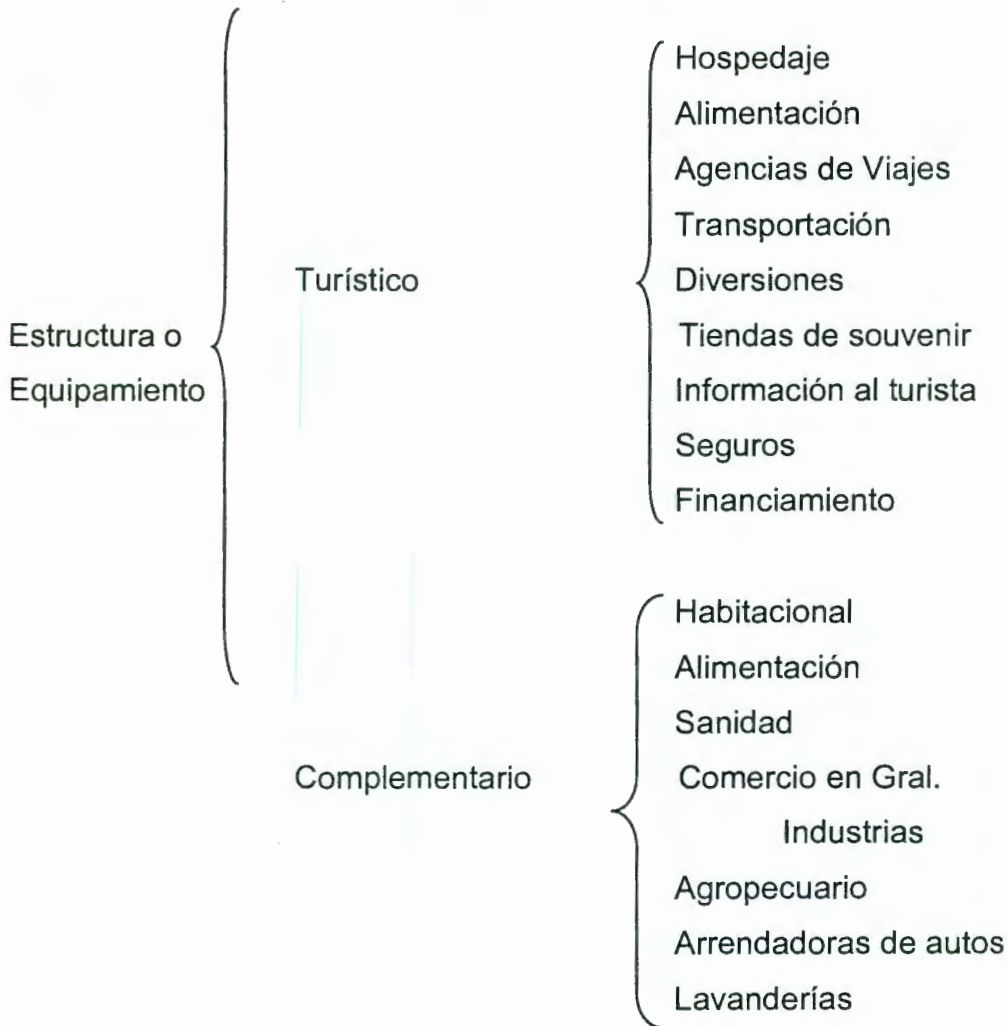 Estructura o
Equipamiento
Turístico
Hospedaje
Alimentación
Agencias de Viajes
Transportación
Diversiones
Tiendas de souvenir
Información al turista
Seguros
Financiamiento
Complementario
Habitacional
Alimentación
Sanidad
Comercio en Gral.
Industrias
Agropecuario
Arrendadoras de autos
Lavanderías